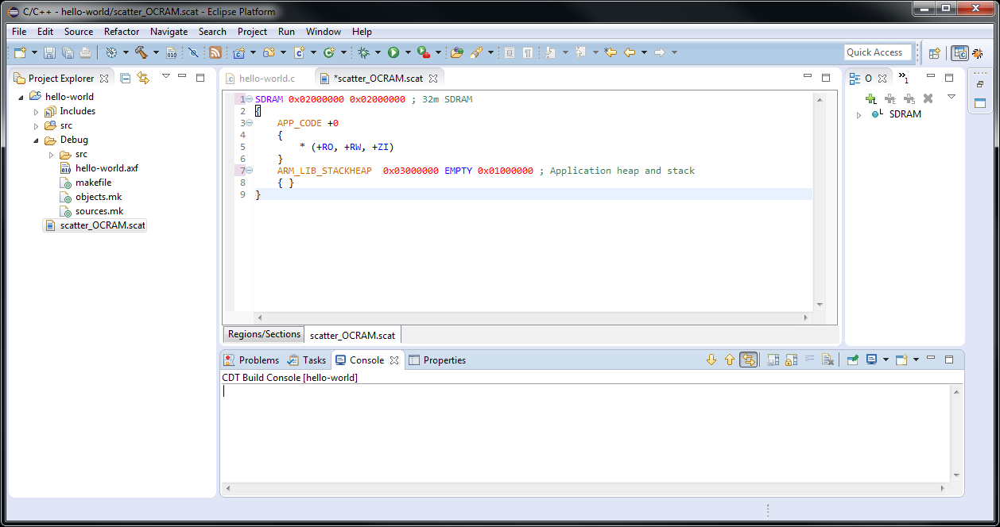 C/C++ - hello-world/scatter_OCRAM.scat - Eclipse Platform
File Edit Source Refactor Navigate Search Project Run Window Help
Quick Access
Project Explorer
hello-world
Includes
src
Debug
src
hello-world.axf
makefile
objects.mk
sources.mk
scatter_OCRAM.scat
hello-world.c *scatter_OCRAM.scat
1 SDRAM 0x02000000 0x02000000 ; 32m SDRAM
2 {
3 APP_CODE +0
4 {
5 * (+RO, +RW, +ZI)
6 }
7 ARM_LIB_STACKHEAP 0x03000000 EMPTY 0x01000000 ; Application heap and stack
8 { }
9 }
Regions/Sections scatter_OCRAM.scat
O »1
SDRAM
Problems Tasks Console Properties
CDT Build Console [hello-world]